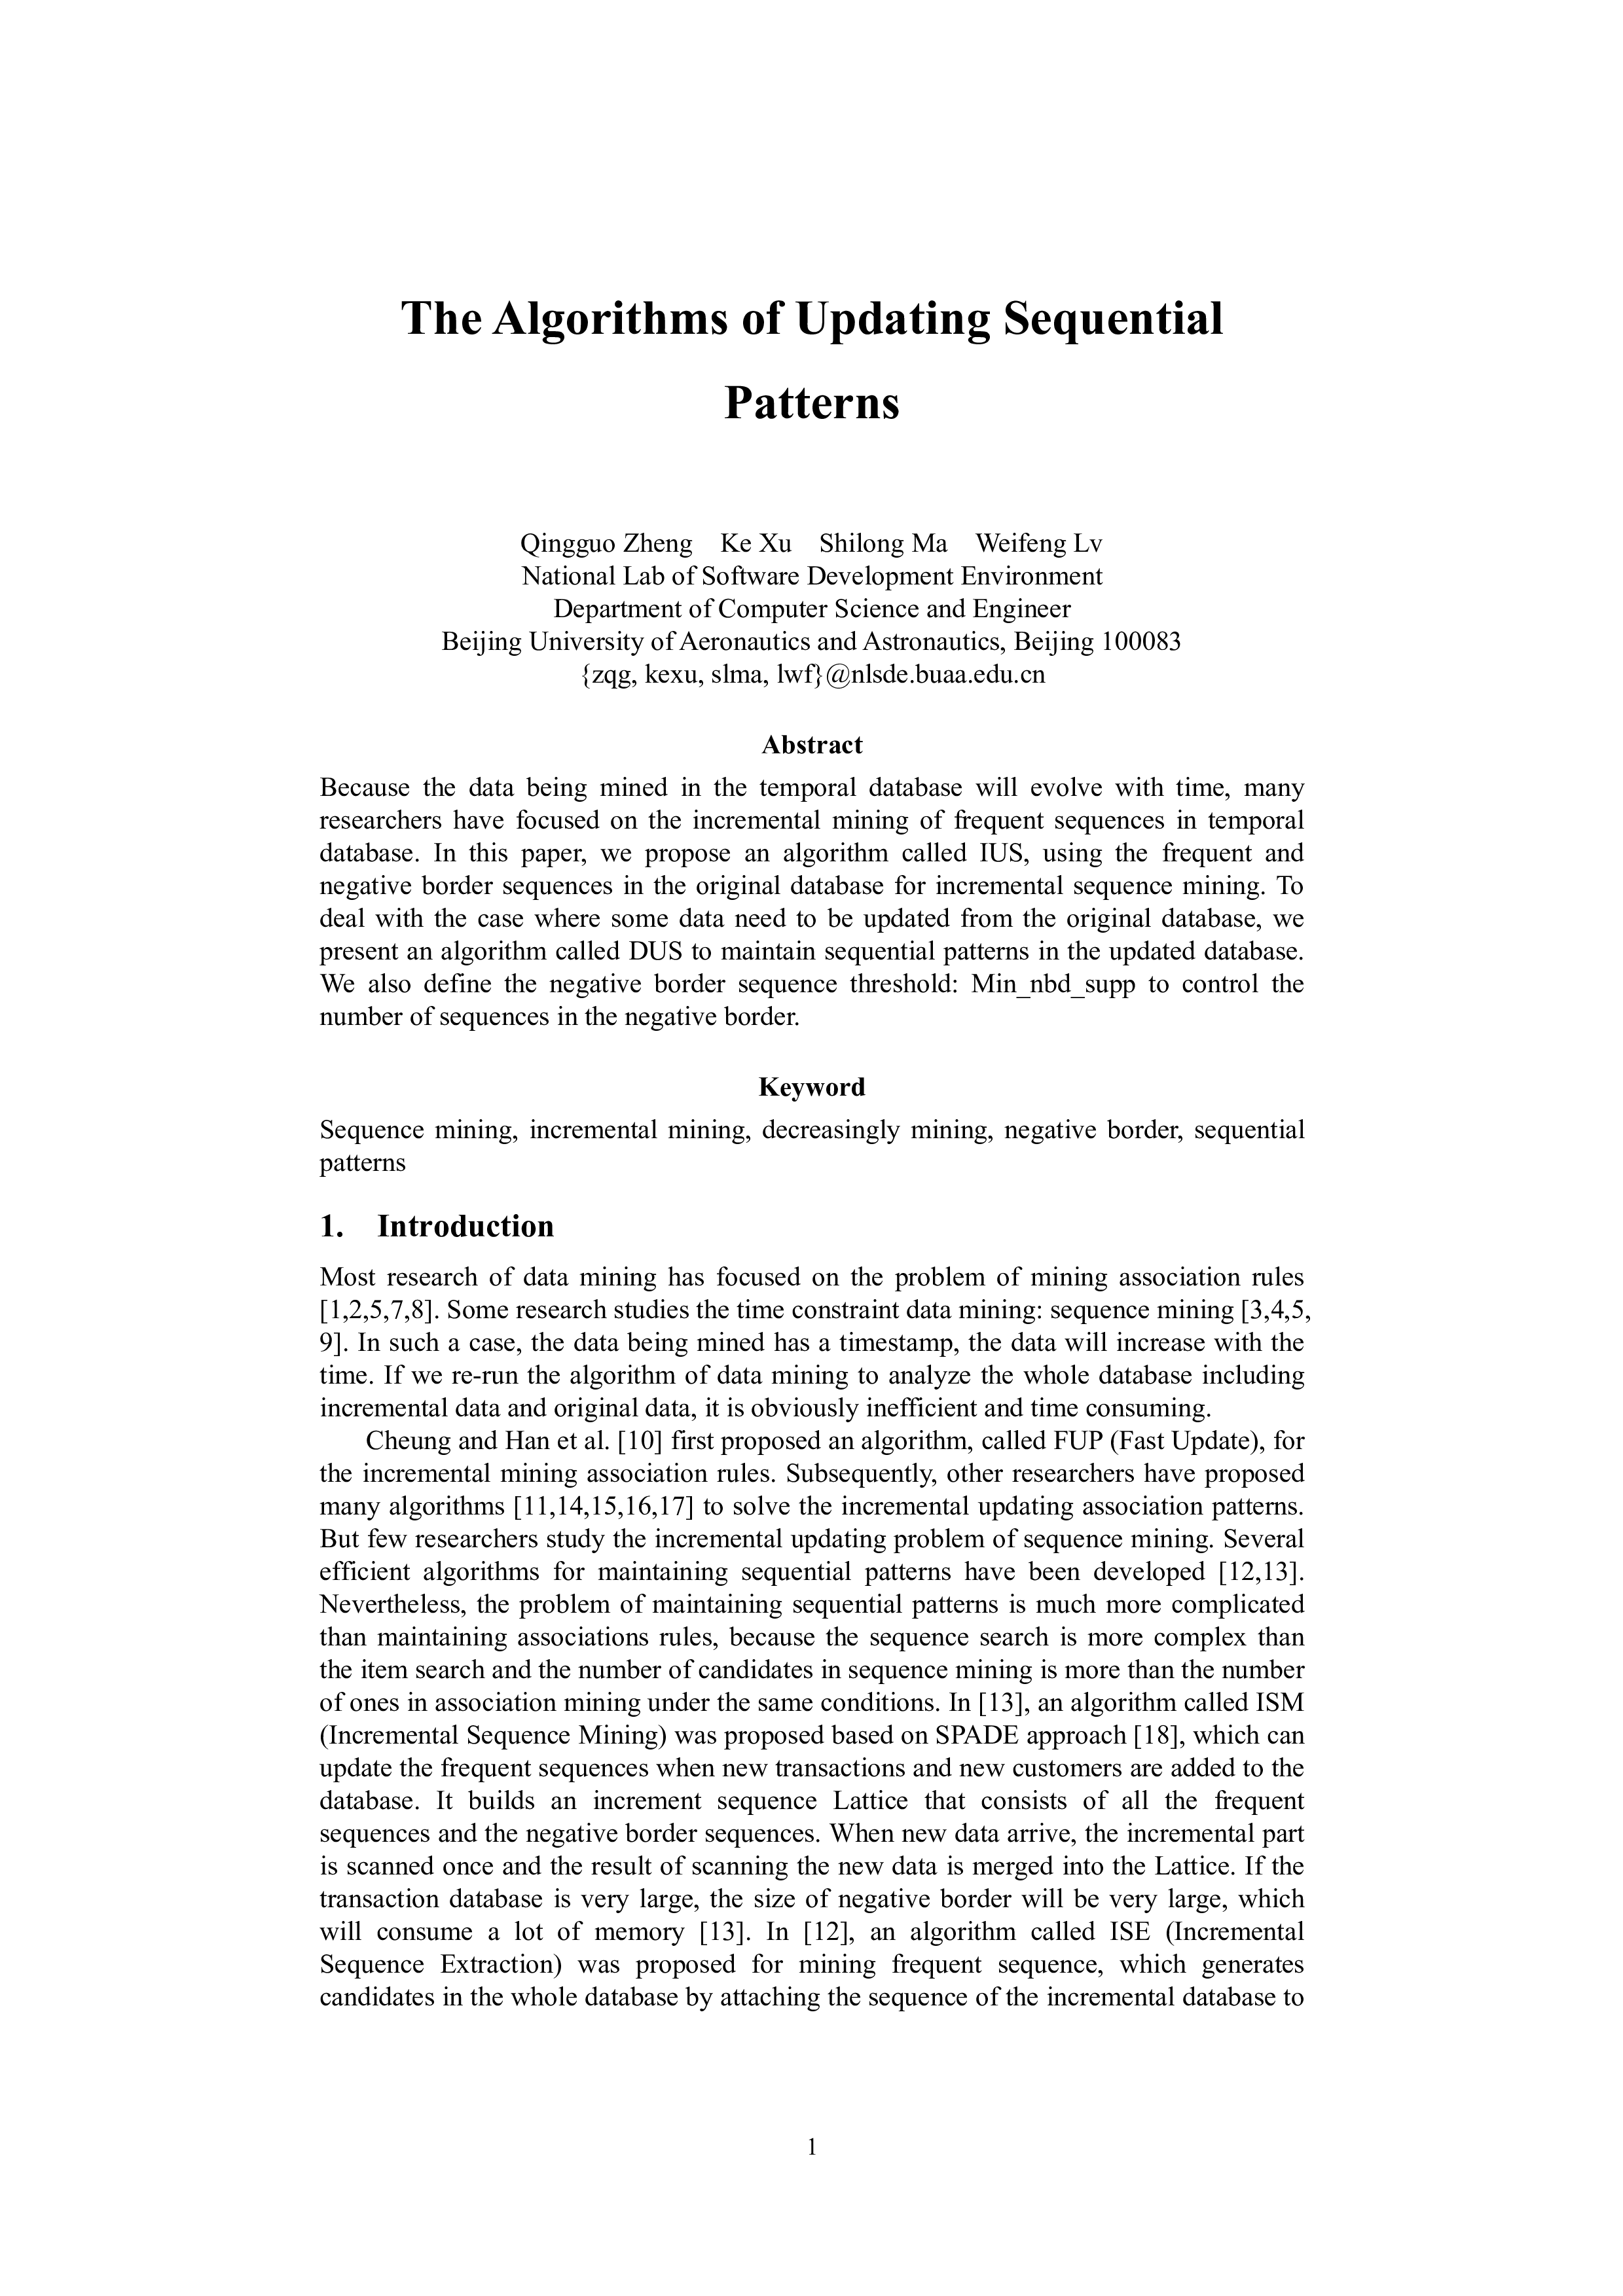 The Algorithms of Updating Sequential
Patterns
Qingguo Zheng Ke Xu Shilong Ma Weifeng Lv
National Lab of Software Development Environment
Department of Computer Science and Engineer
Beijing University of Aeronautics and Astronautics, Beijing 100083
{zqg, kexu, slma, lwf}@nlsde.buaa.edu.cn
Abstract
Because the data being mined in the temporal database will evolve with time, many
researchers have focused on the incremental mining of frequent sequences in temporal
database. In this paper, we propose an algorithm called IUS, using the frequent and
negative border sequences in the original database for incremental sequence mining. To
deal with the case where some data need to be updated from the original database, we
present an algorithm called DUS to maintain sequential patterns in the updated database.
We also define the negative border sequence threshold: Min_nbd_supp to control the
number of sequences in the negative border.
Keyword
Sequence mining, incremental mining, decreasingly mining, negative border, sequential
patterns
1. Introduction
Most research of data mining has focused on the problem of mining association rules
[1,2,5,7,8]. Some research studies the time constraint data mining: sequence mining [3,4,5,
9]. In such a case, the data being mined has a timestamp, the data will increase with the
time. If we re-run the algorithm of data mining to analyze the whole database including
incremental data and original data, it is obviously inefficient and time consuming.
Cheung and Han et al. [10] first proposed an algorithm, called FUP (Fast Update), for
the incremental mining association rules. Subsequently, other researchers have proposed
many algorithms [11,14,15,16,17] to solve the incremental updating association patterns.
But few researchers study the incremental updating problem of sequence mining. Several
efficient algorithms for maintaining sequential patterns have been developed [12,13].
Nevertheless, the problem of maintaining sequential patterns is much more complicated
than maintaining associations rules, because the sequence search is more complex than
the item search and the number of candidates in sequence mining is more than the number
of ones in association mining under the same conditions. In [13], an algorithm called ISM
(Incremental Sequence Mining) was proposed based on SPADE approach [18], which can
update the frequent sequences when new transactions and new customers are added to the
database. It builds an increment sequence Lattice that consists of all the frequent
sequences and the negative border sequences. When new data arrive, the incremental part
is scanned once and the result of scanning the new data is merged into the Lattice. If the
transaction database is very large, the size of negative border will be very large, which
will consume a lot of memory [13]. In [12], an algorithm called ISE (Incremental
Sequence Extraction) was proposed for mining frequent sequence, which generates
candidates in the whole database by attaching the sequence of the incremental database to
1